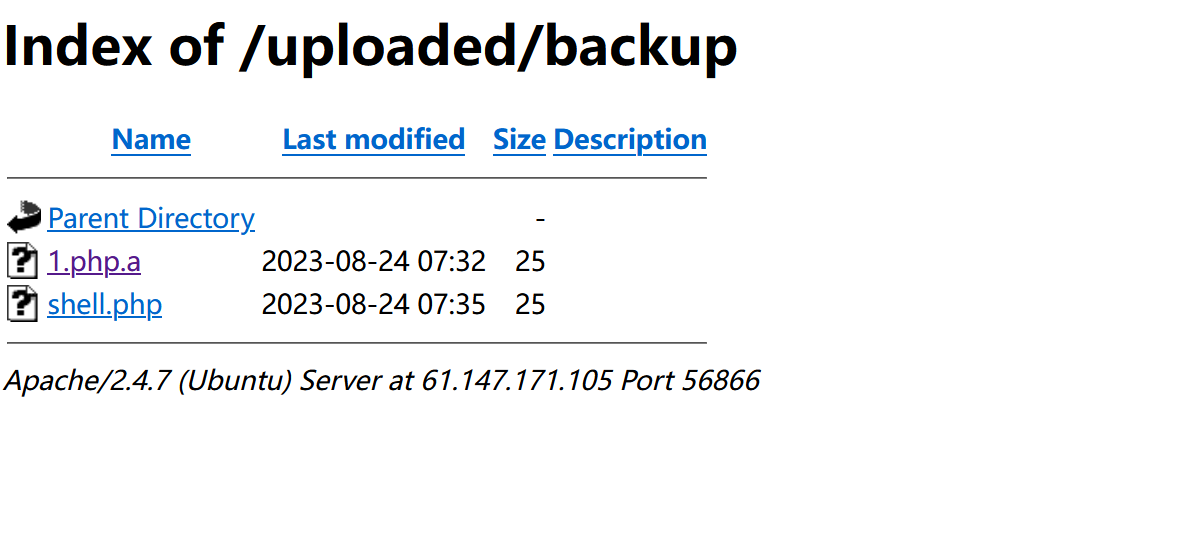 Index of /uploaded/backup
Name Last modified Size Description
Parent Directory -
1.php.a 2023-08-24 07:32 25
shell.php 2023-08-24 07:35 25
Apache/2.4.7 (Ubuntu) Server at 61.147.171.105 Port 56866